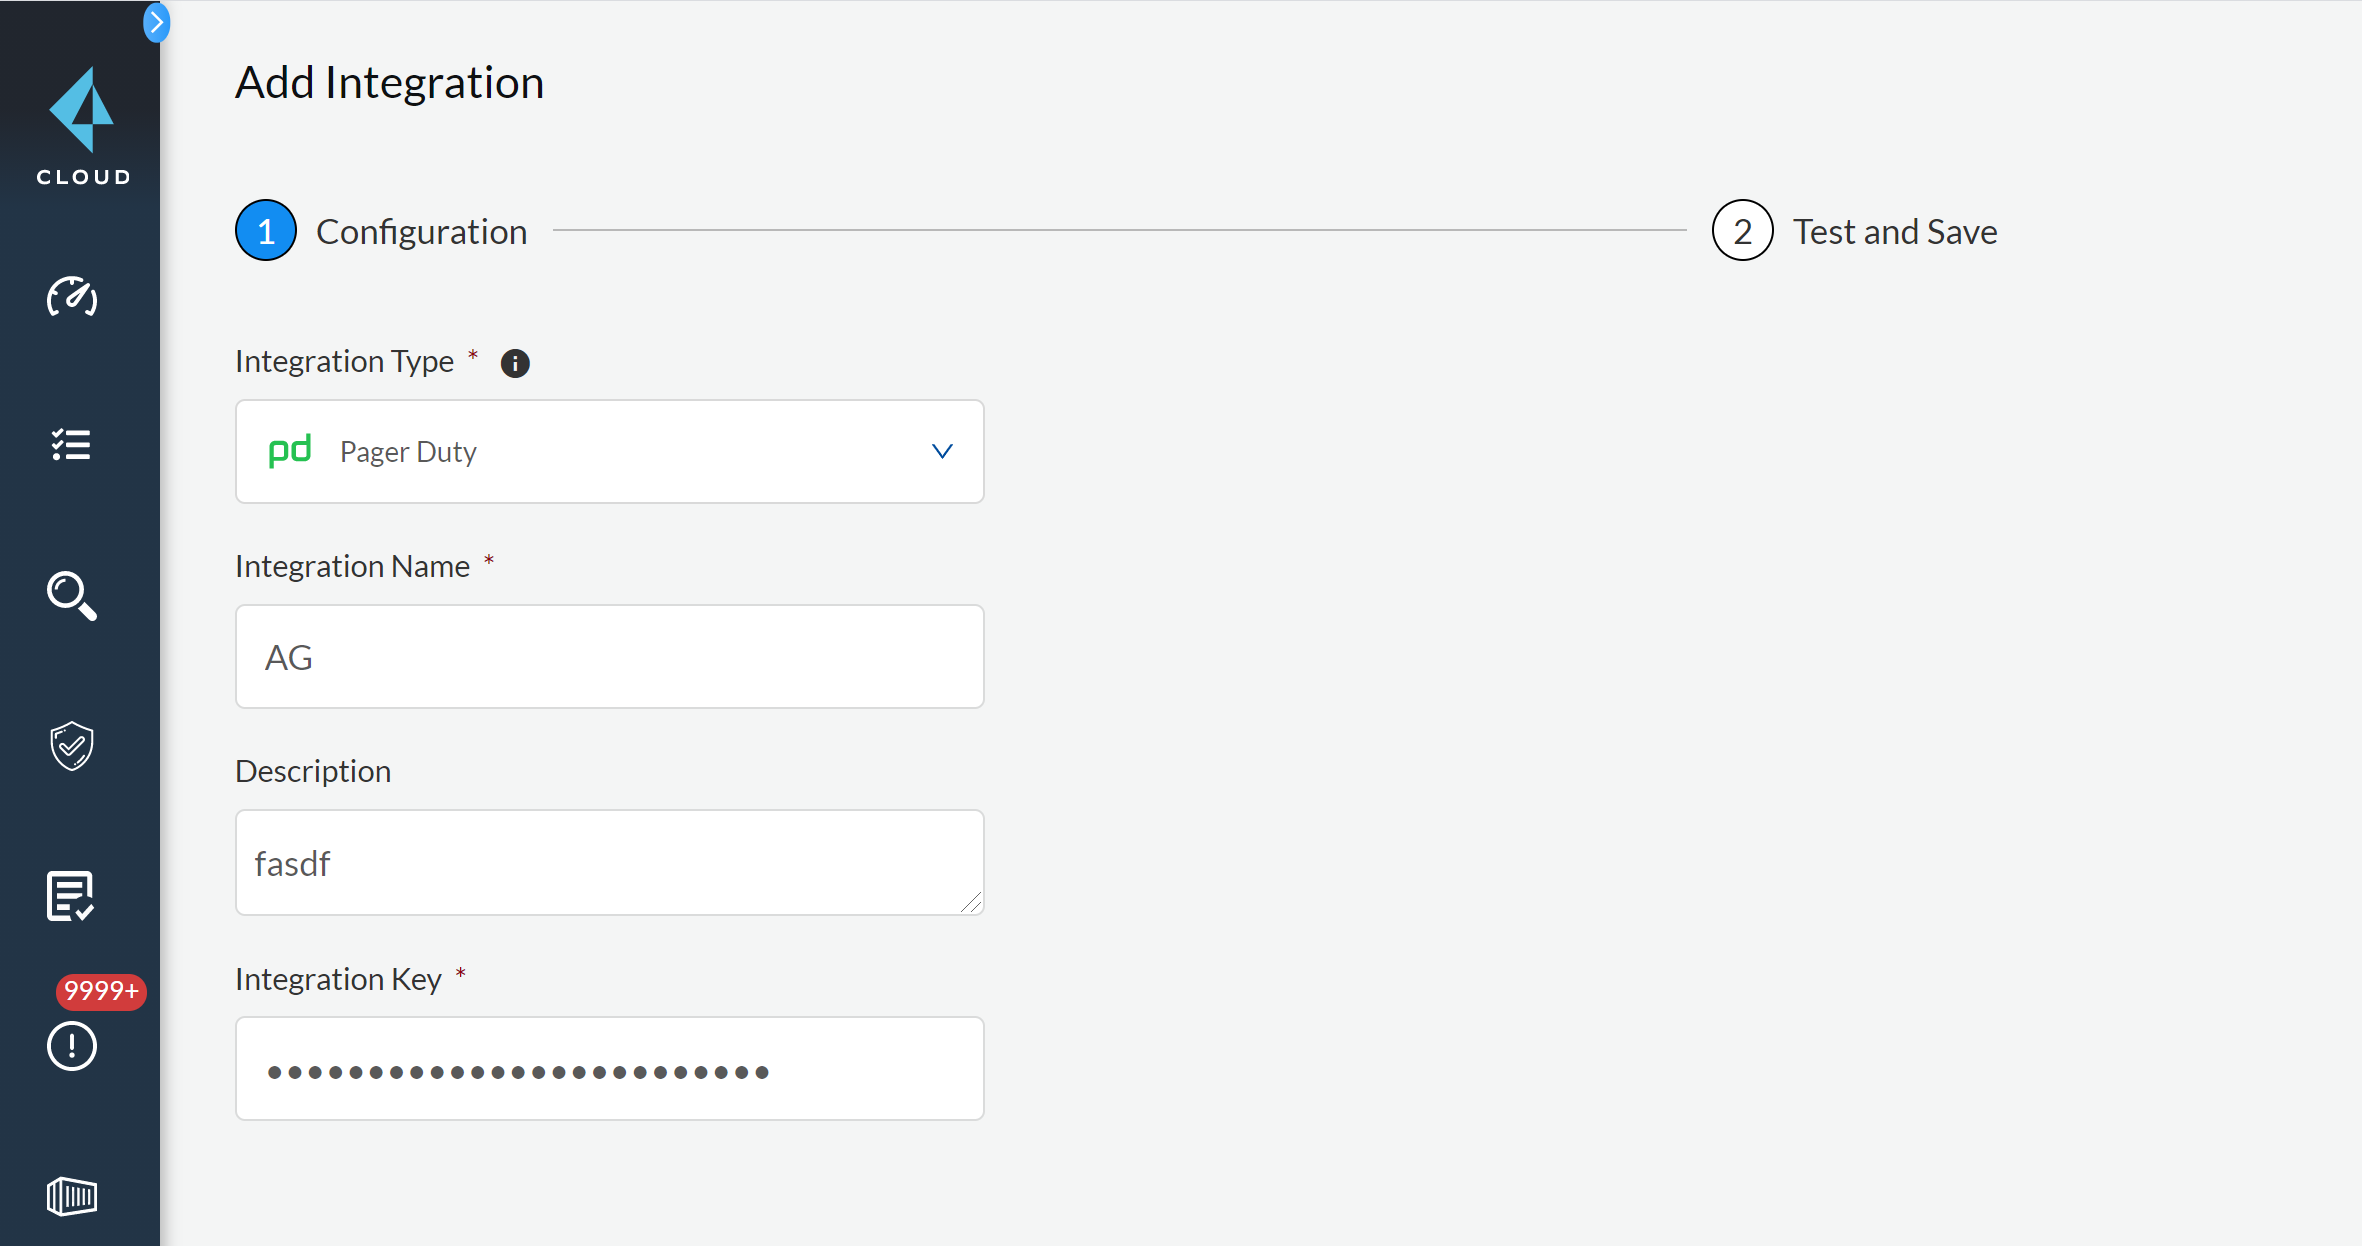 CLOUD
Add Integration
1 Configuration
2 Test and Save
Integration Type *
pd Pager Duty
Integration Name *
AG
Description
fasdf
Integration Key *
•••••••••••••••••••••••••
9999+